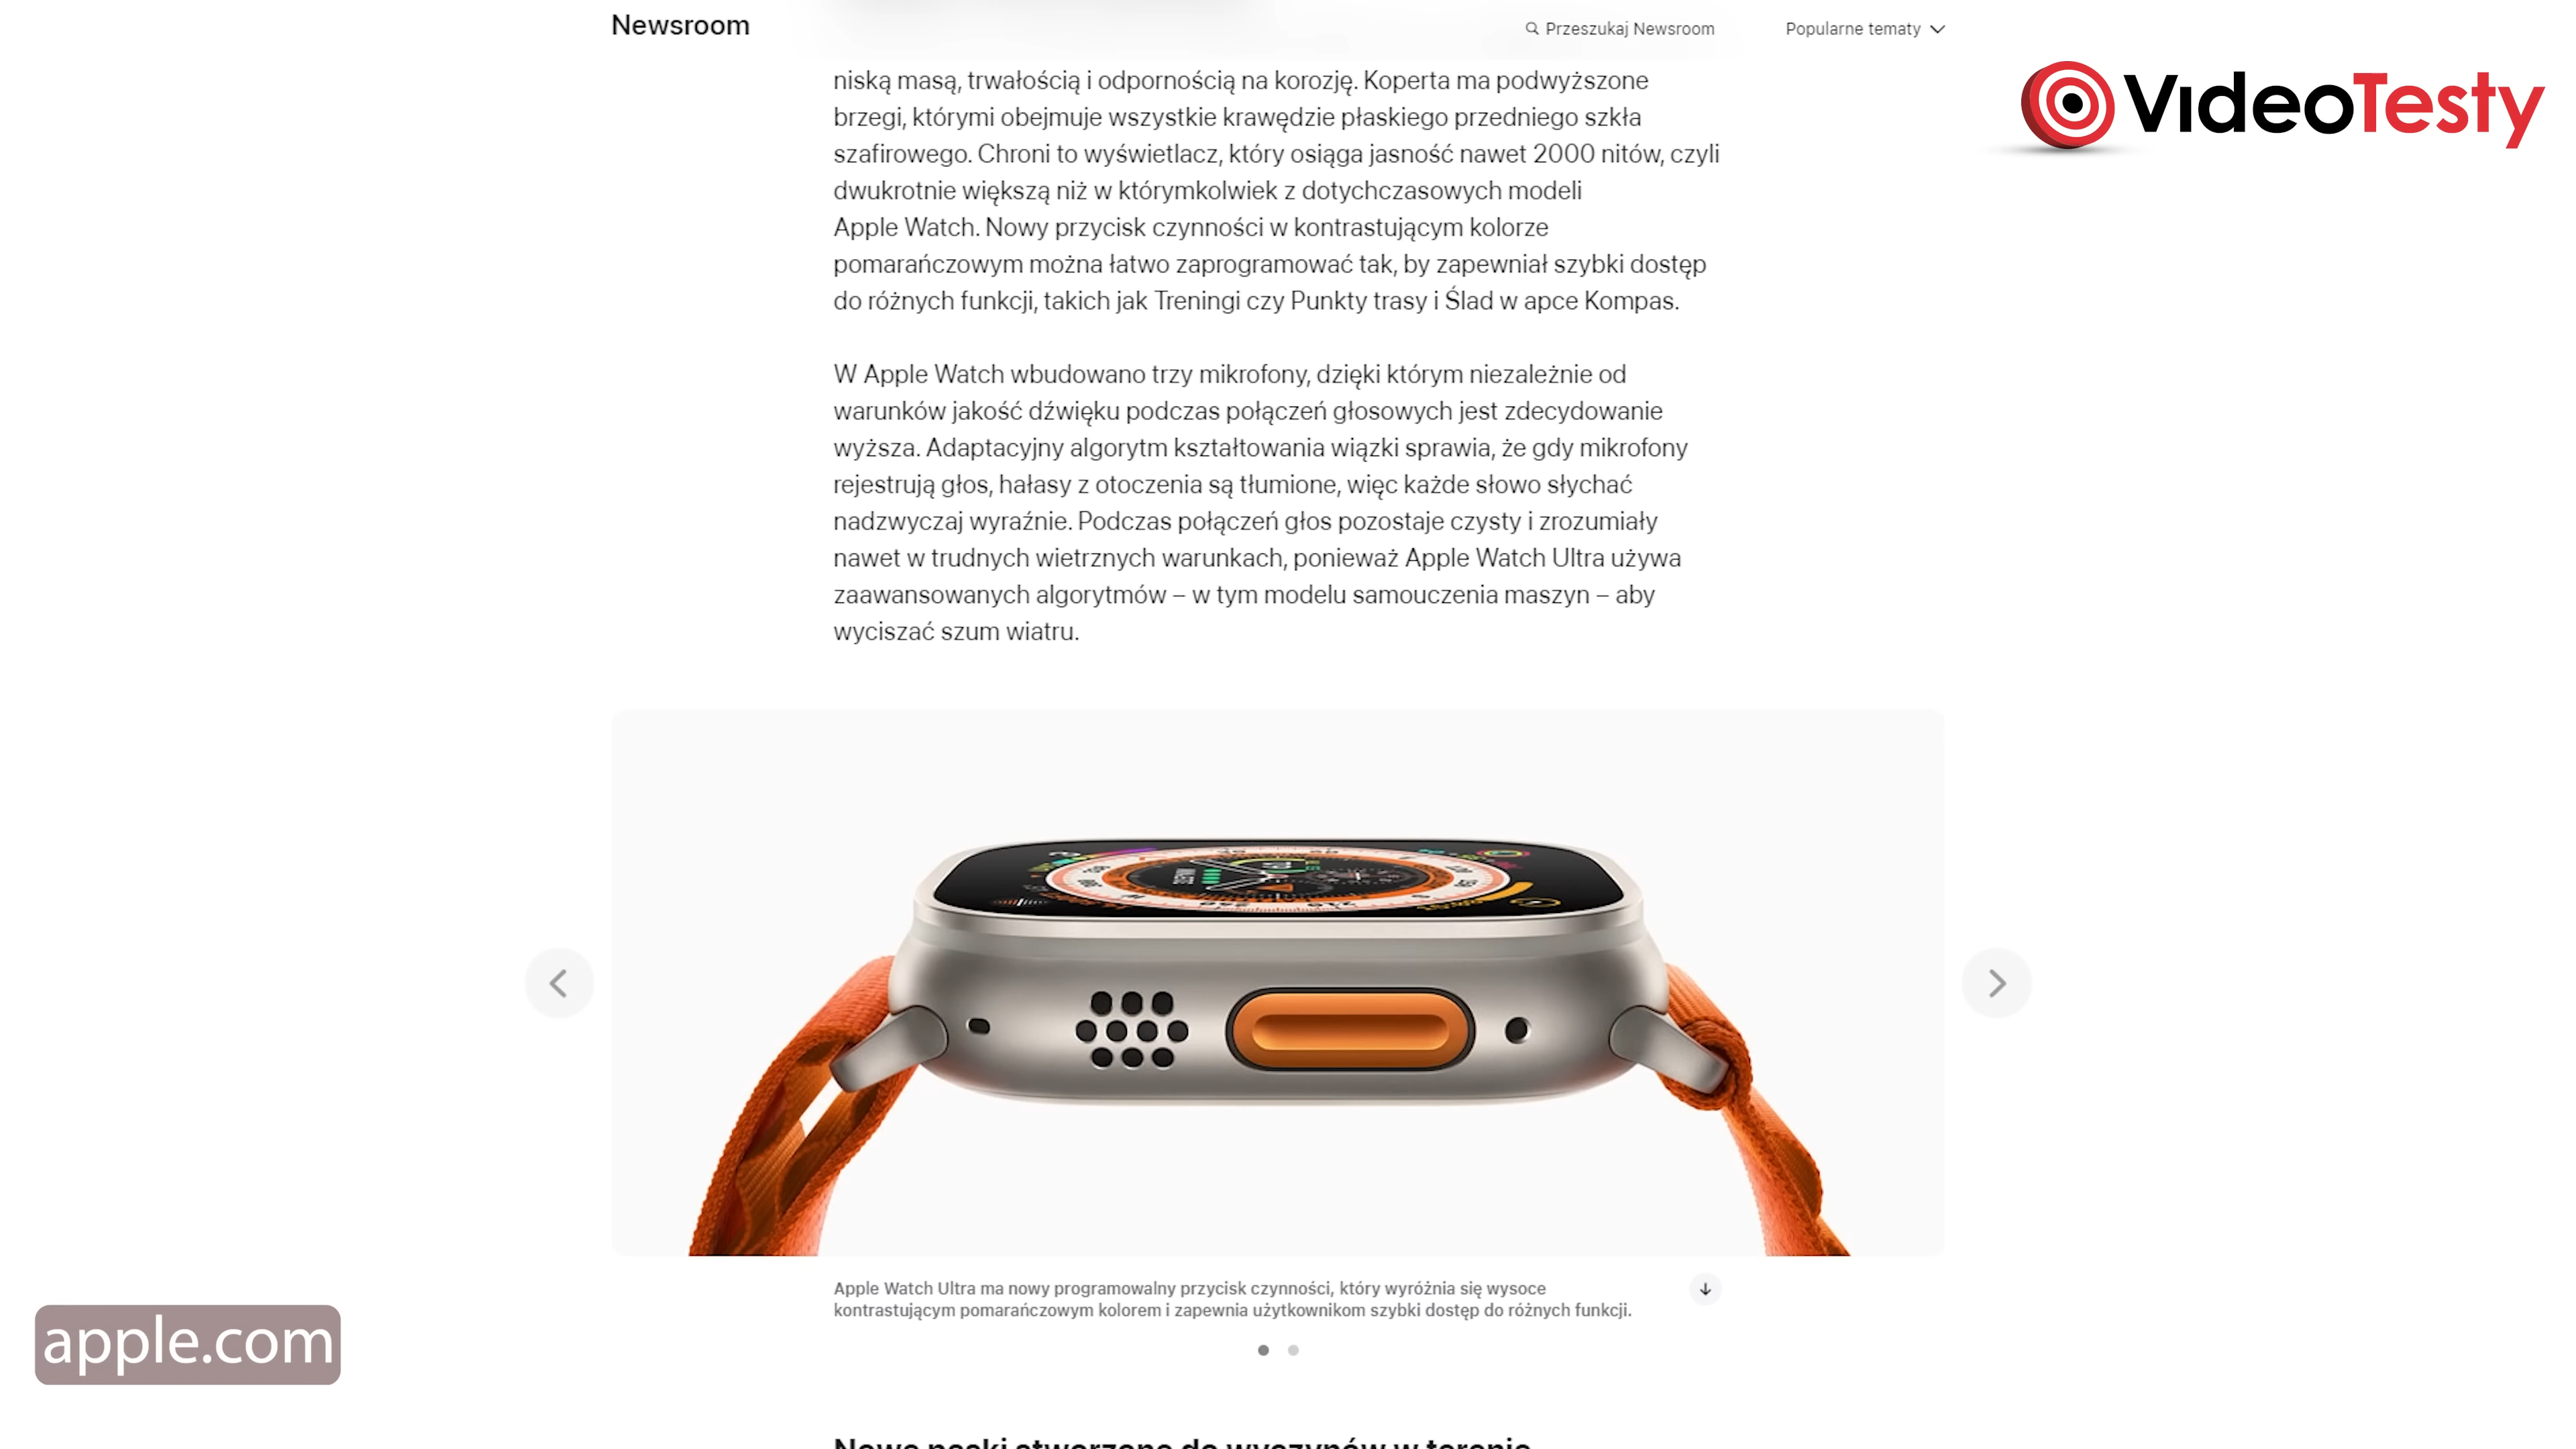 Newsroom
Przeszukaj Newsroom
Popularne tematy
VideoTesty
niską masą, trwałością i odpornością na korozję. Koperta ma podwyższone
brzegi, którymi obejmuje wszystkie krawędzie płaskiego przedniego szkła
szafirowego. Chroni to wyświetlacz, który osiąga jasność nawet 2000 nitów, czyli
dwukrotnie większą niż w którymkolwiek z dotychczasowych modeli
Apple Watch. Nowy przycisk czynności w kontrastującym kolorze
pomarańczowym można łatwo zaprogramować tak, by zapewniał szybki dostęp
do różnych funkcji, takich jak Treningi czy Punkty trasy i Ślad w apce Kompas.
W Apple Watch wbudowano trzy mikrofony, dzięki którym niezależnie od
warunków jakość dźwięku podczas połączeń głosowych jest zdecydowanie
wyższa. Adaptacyjny algorytm kształtowania wiązki sprawia, że gdy mikrofony
rejestrują głos, hałasy z otoczenia są tłumione, więc każde słowo słychać
nadzwyczaj wyraźnie. Podczas połączeń głos pozostaje czysty i zrozumiały
nawet w trudnych wietrznych warunkach, ponieważ Apple Watch Ultra używa
zaawansowanych algorytmów – w tym modelu samouczenia maszyn – aby
wyciszać szum wiatru.
Apple Watch Ultra ma nowy programowalny przycisk czynności, który wyróżnia się wysoce
kontrastującym pomarańczowym kolorem i zapewnia użytkownikom szybki dostęp do różnych funkcji.
apple.com
Nowe paski stworzone do wyczynów w terenie